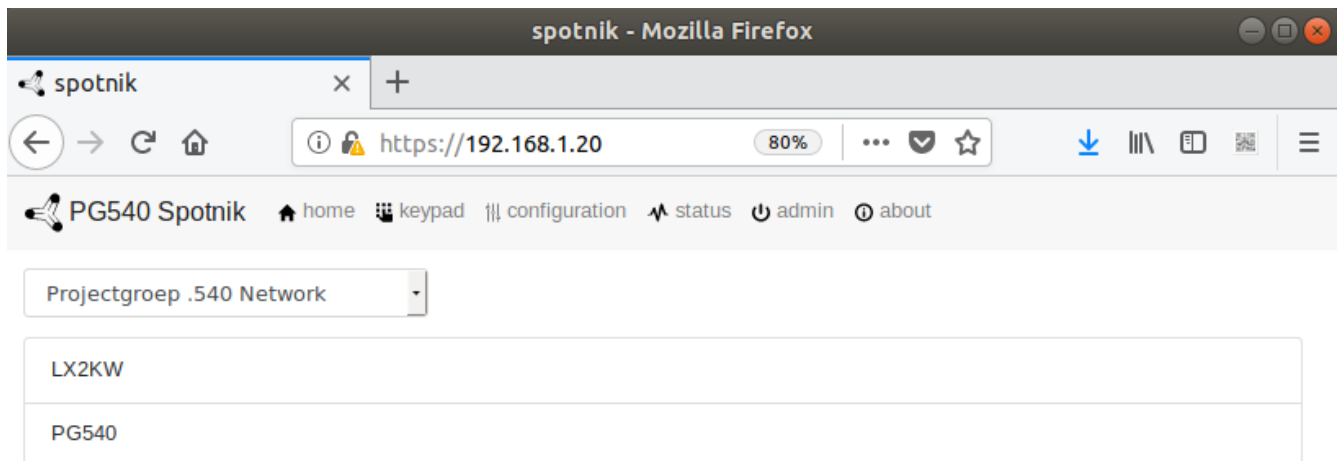 spotnik - Mozilla Firefox
spotnik
https://192.168.1.20 80%
PG540 Spotnik home keypad configuration status admin about
Projectgroep .540 Network
LX2KW
PG540